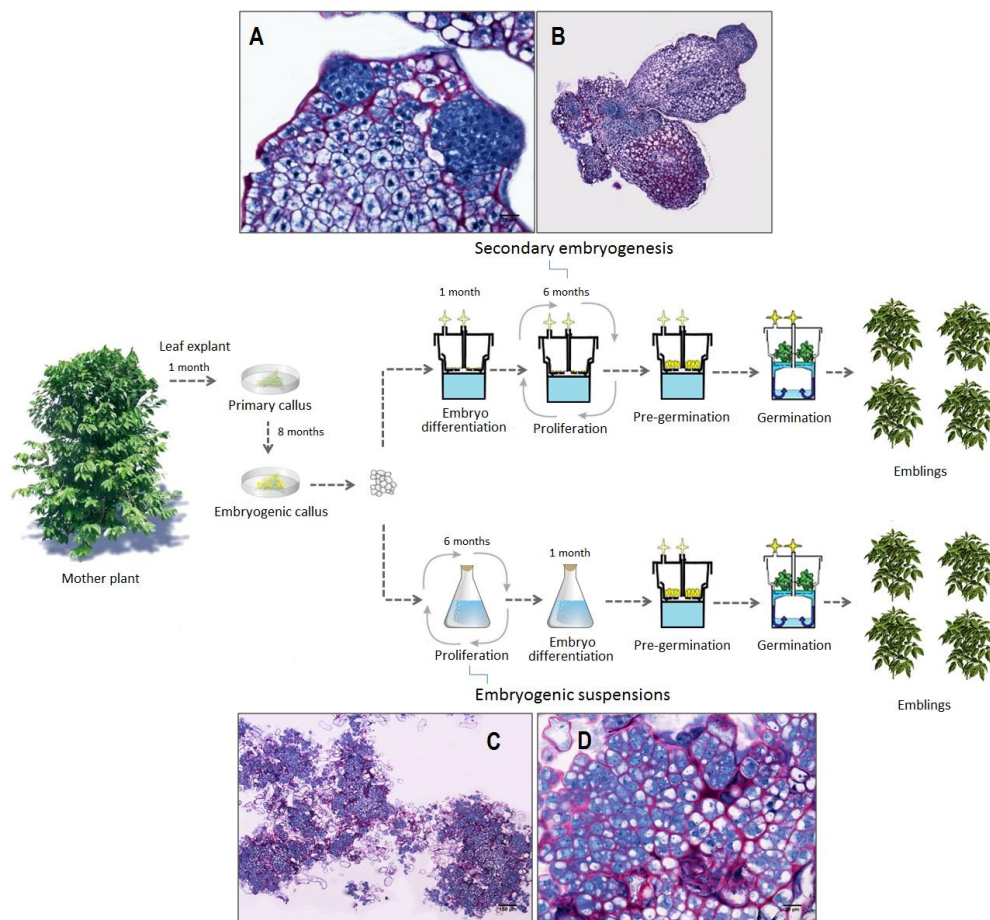 A
B
Secondary embryogenesis
1 month
6 months
Leaf explant
1 month
Primary callus
8 months
Embryogenic callus
Mother plant
Embryo
differentiation
Proliferation
Pre-germination
Germination
Emblings
6 months
1 month
Proliferation
Embryo
differentiation
Pre-germination
Germination
Emblings
Embryogenic suspensions
C
D